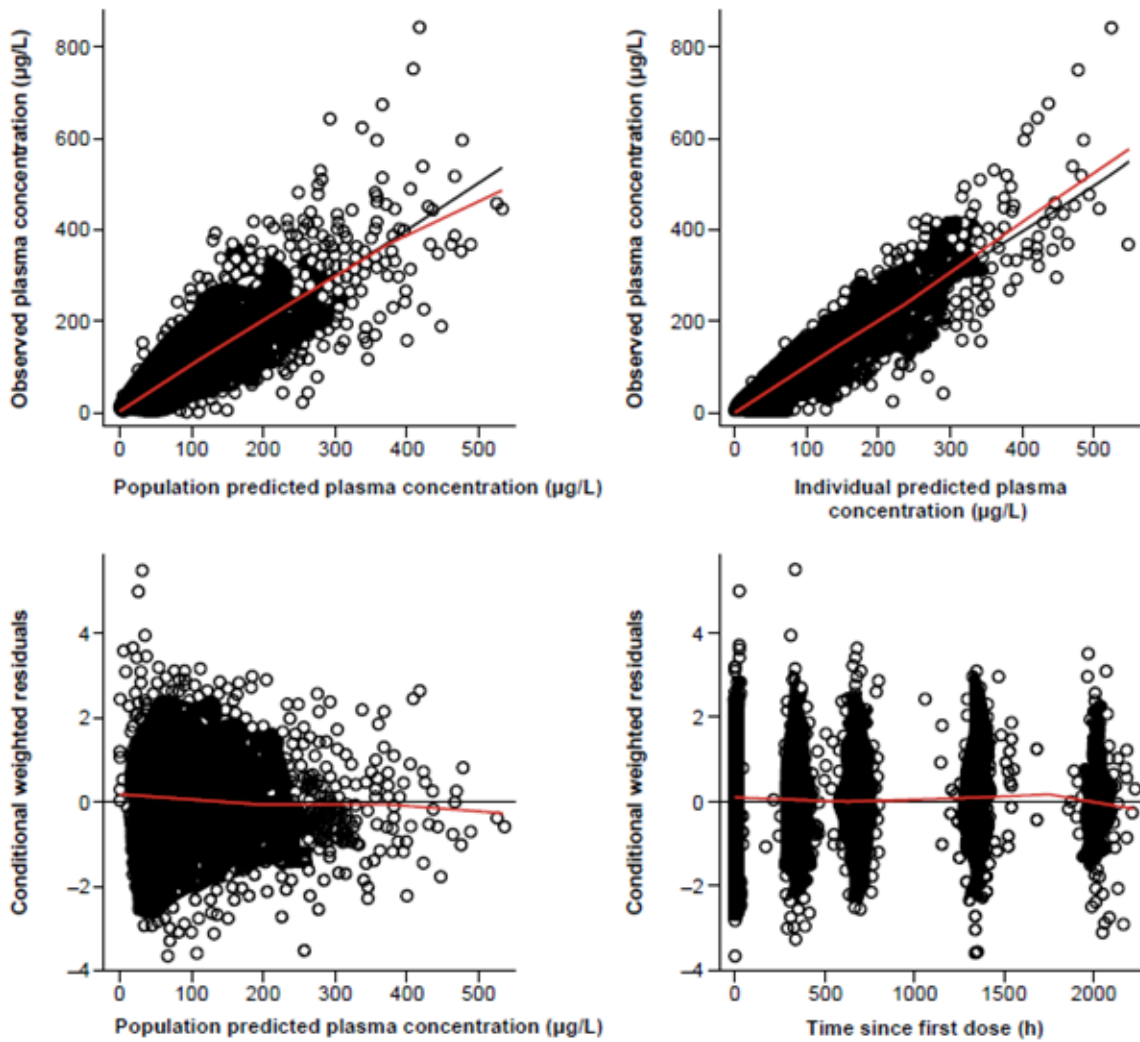 Observed plasma concentration (µg/L)
800
600
400
200
0
0 100 200 300 400 500
Population predicted plasma concentration (µg/L)
Observed plasma concentration (µg/L)
800
600
400
200
0
0 100 200 300 400 500
Individual predicted plasma
concentration (µg/L)
Conditional weighted residuals
4
2
0
–2
–4
0 100 200 300 400 500
Population predicted plasma concentration (µg/L)
Conditional weighted residuals
4
2
0
–2
–4
0 500 1000 1500 2000
Time since first dose (h)